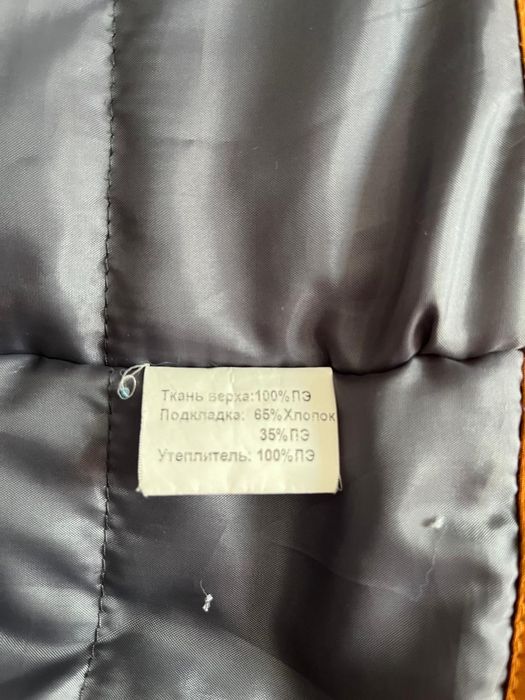 Ткань верха:100%ПЭ
Подкладка: 65%Хлопок
35%ПЭ
Утеплитель: 100%ПЭ